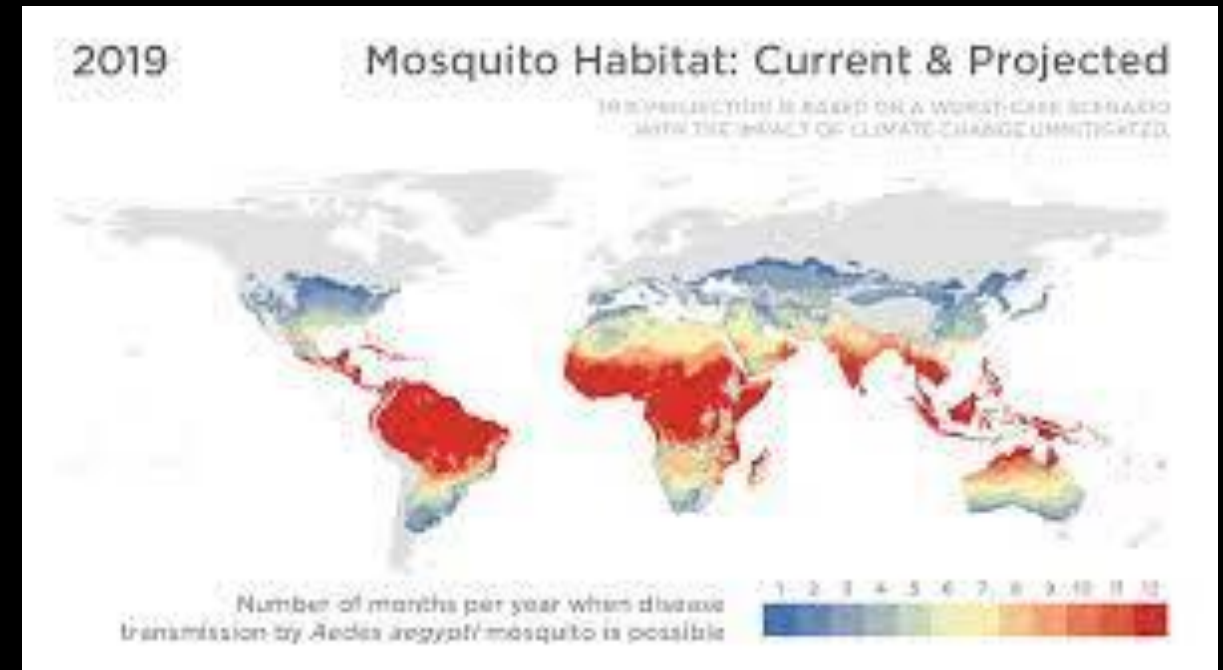 2019
Mosquito Habitat: Current & Projected
THIS PROJECTION IS BASED ON A WORST-CASE SCENARIO
WITH THE IMPACT OF CLIMATE CHANGE UNMITIGATED.
Number of months per year when disease
transmission by Aedes aegypti mosquito is possible
1 2 3 4 5 6 7 8 9 10 11 12